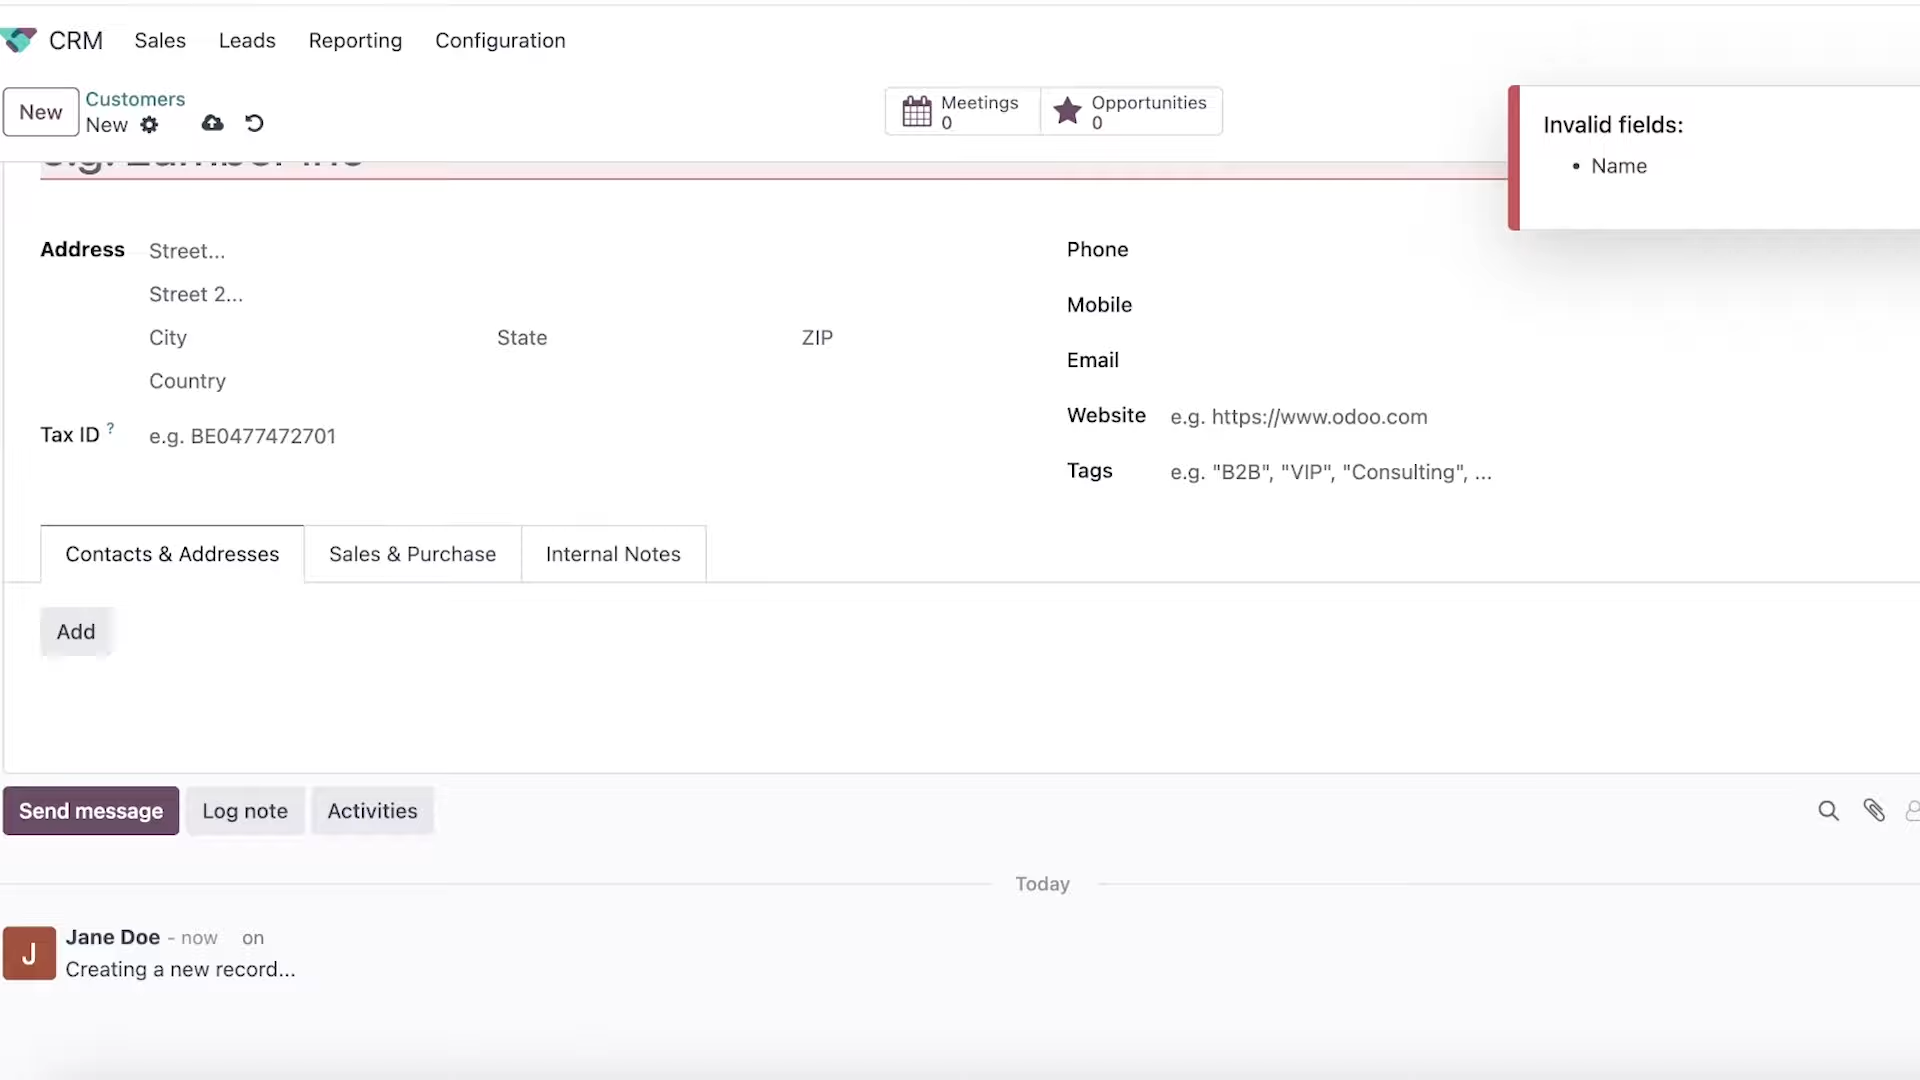 CRM Sales Leads Reporting Configuration
New
Customers
New
Meetings
0
Opportunities
0
Invalid fields:
• Name
Address Street...
Street 2...
City State ZIP
Country
Tax ID ? e.g. BE0477472701
Phone
Mobile
Email
Website e.g. https://www.odoo.com
Tags e.g. "B2B", "VIP", "Consulting", ...
Contacts & Addresses Sales & Purchase Internal Notes
Add
Send message Log note Activities
Today
J
Jane Doe - now on
Creating a new record...